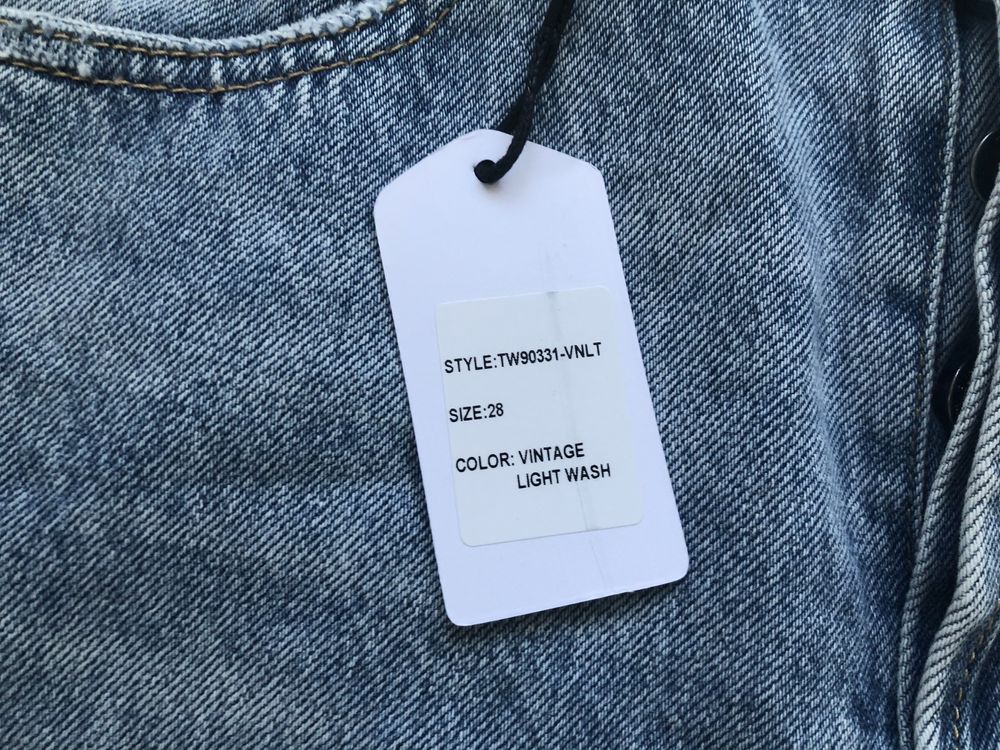 STYLE:TW90331-VNLT
SIZE:28
COLOR: VINTAGE
LIGHT WASH